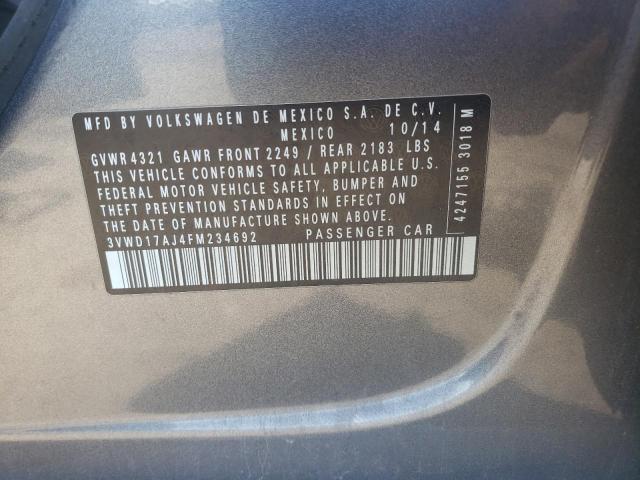 MFD BY VOLKSWAGEN DE MEXICO S.A. DE C.V.
MEXICO 10/14
GVWR 4321 GAWR FRONT 2249 / REAR 2183 LBS
THIS VEHICLE CONFORMS TO ALL APPLICABLE U.S.
FEDERAL MOTOR VEHICLE SAFETY, BUMPER AND
THEFT PREVENTION STANDARDS IN EFFECT ON
THE DATE OF MANUFACTURE SHOWN ABOVE.
3VWD17AJ4FM234692 PASSENGER CAR
4247155 3018 M